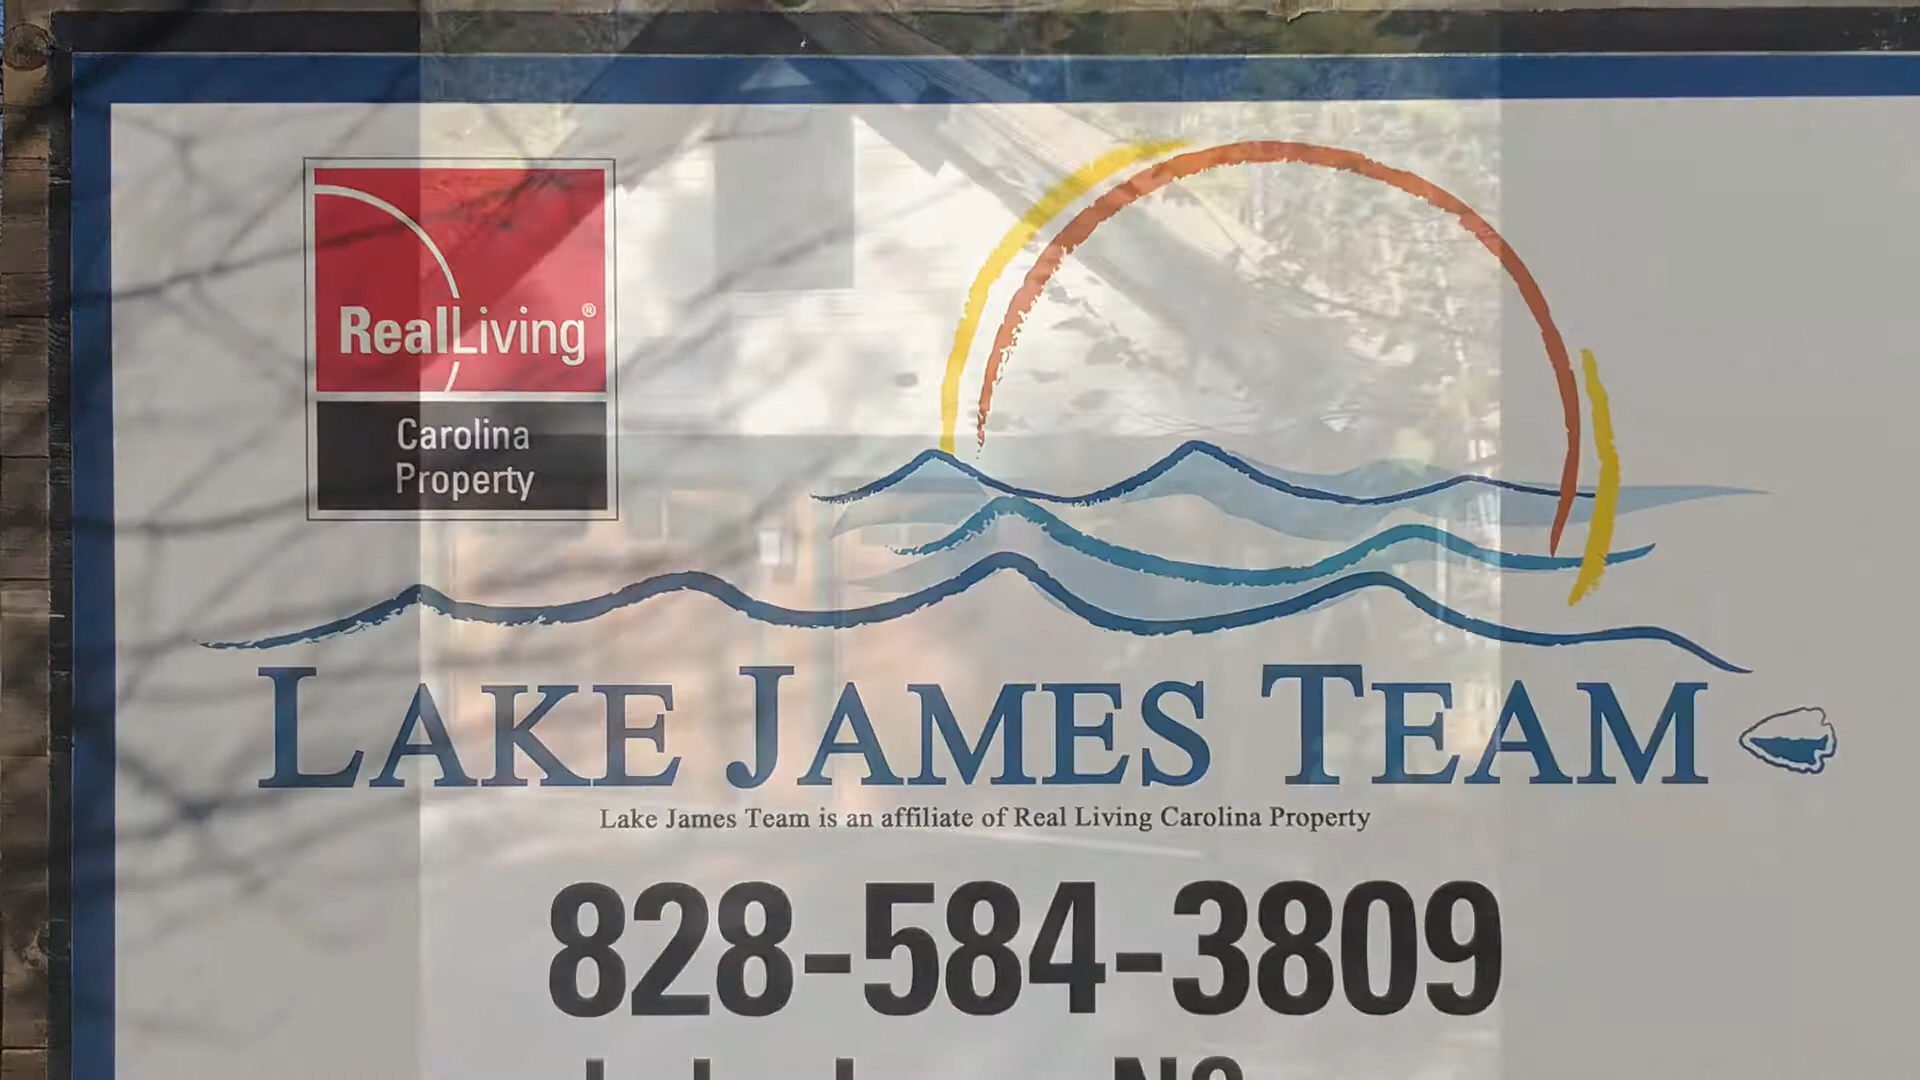 RealLiving®
Carolina
Property
LAKE JAMES TEAM
Lake James Team is an affiliate of Real Living Carolina Property
828-584-3809